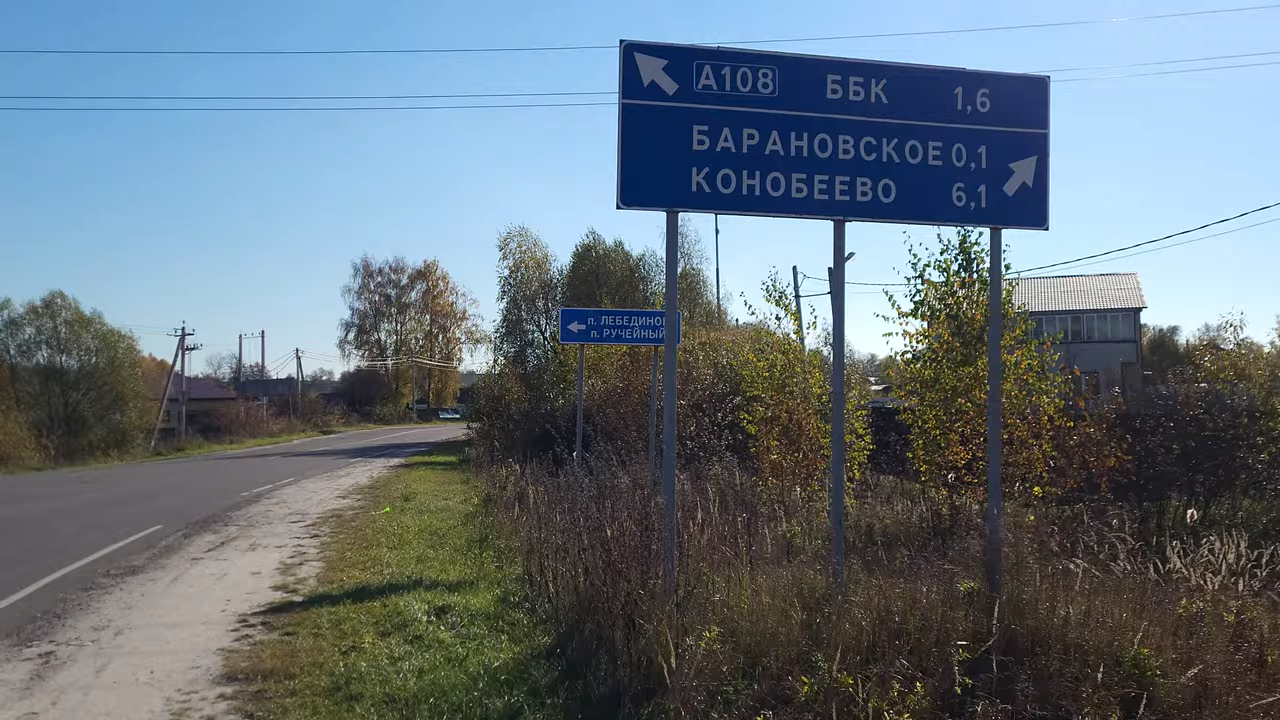 А108 ББК 1,6
БАРАНОВСКОЕ 0,1
КОНОБЕЕВО 6,1
п. ЛЕБЕДИНО
п. РУЧЕЙНЫЙ